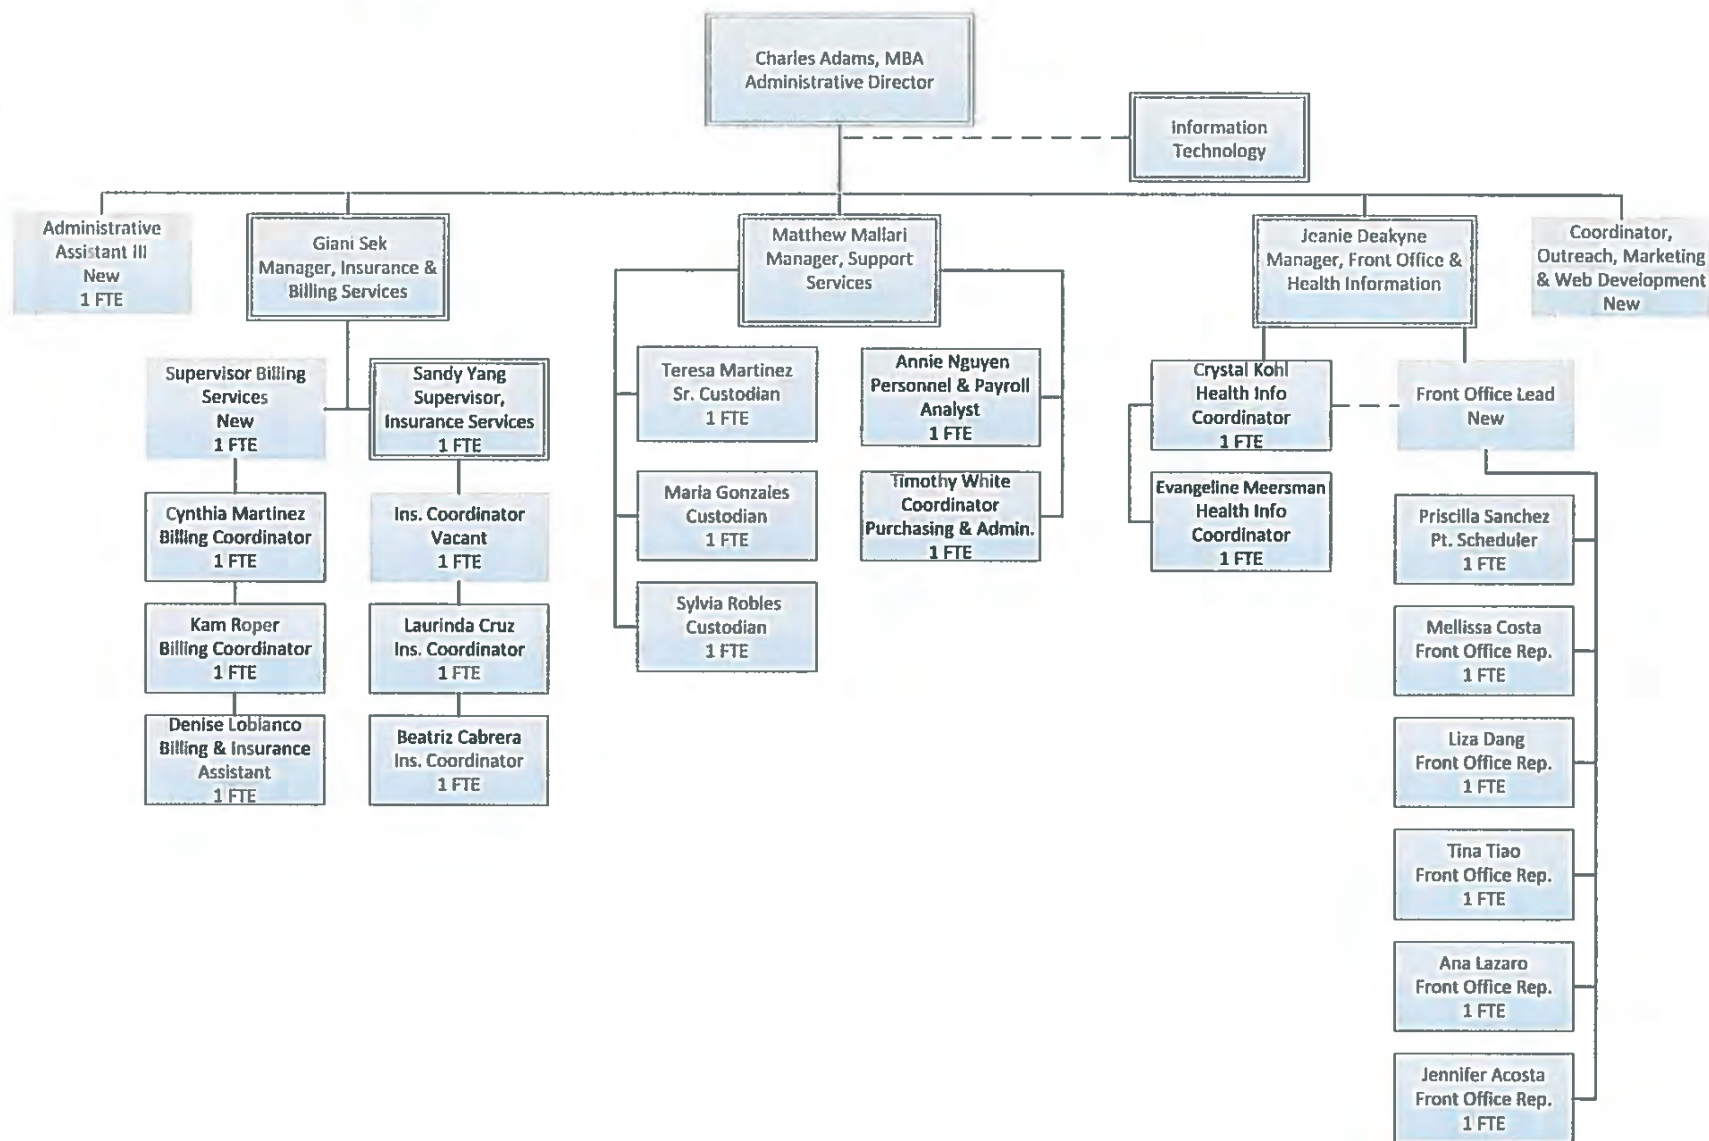 Charles Adams, MBA
Administrative Director
Information
Technology
Administrative
Assistant III
New
1 FTE
Giani Sek
Manager, Insurance &
Billing Services
Matthew Mallari
Manager, Support
Services
Jeanie Deakyne
Manager, Front Office &
Health Information
Coordinator,
Outreach, Marketing
& Web Development
New
Supervisor Billing
Services
New
1 FTE
Sandy Yang
Supervisor,
Insurance Services
1 FTE
Teresa Martinez
Sr. Custodian
1 FTE
Annie Nguyen
Personnel & Payroll
Analyst
1 FTE
Crystal Kohl
Health Info
Coordinator
1 FTE
Front Office Lead
New
Cynthia Martinez
Billing Coordinator
1 FTE
Ins. Coordinator
Vacant
1 FTE
Maria Gonzales
Custodian
1 FTE
Timothy White
Coordinator
Purchasing & Admin.
1 FTE
Evangeline Meersman
Health Info
Coordinator
1 FTE
Priscilla Sanchez
Pt. Scheduler
1 FTE
Kam Roper
Billing Coordinator
1 FTE
Laurinda Cruz
Ins. Coordinator
1 FTE
Sylvia Robles
Custodian
1 FTE
Mellissa Costa
Front Office Rep.
1 FTE
Denise Lobianco
Billing & Insurance
Assistant
1 FTE
Beatriz Cabrera
Ins. Coordinator
1 FTE
Liza Dang
Front Office Rep.
1 FTE
Tina Tiao
Front Office Rep.
1 FTE
Ana Lazaro
Front Office Rep.
1 FTE
Jennifer Acosta
Front Office Rep.
1 FTE